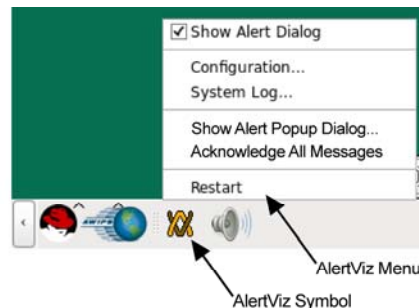 Show Alert Dialog
Configuration...
System Log...
Show Alert Popup Dialog...
Acknowledge All Messages
Restart
AlertViz Menu
AlertViz Symbol